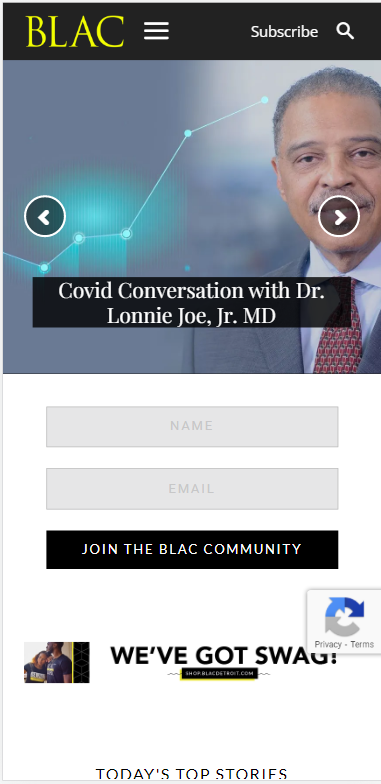 BLAC
Subscribe
Covid Conversation with Dr.
Lonnie Joe, Jr. MD
NAME
EMAIL
JOIN THE BLAC COMMUNITY
Privacy - Terms
WE'VE GOT SWAG!
SHOP.BLACDETROIT.COM
TODAY'S TOP STORIES